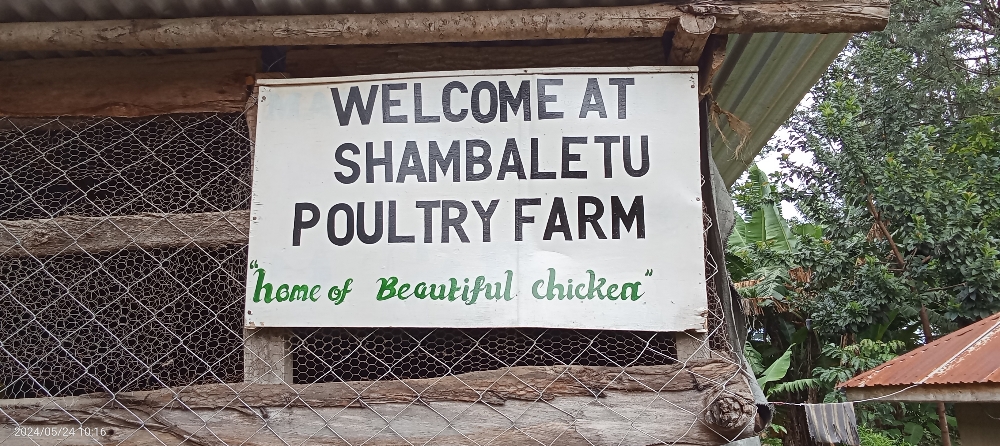 WELCOME AT
SHAMBALETU
POULTRY FARM
"home of Beautiful chicken"
2024/05/24 10:16